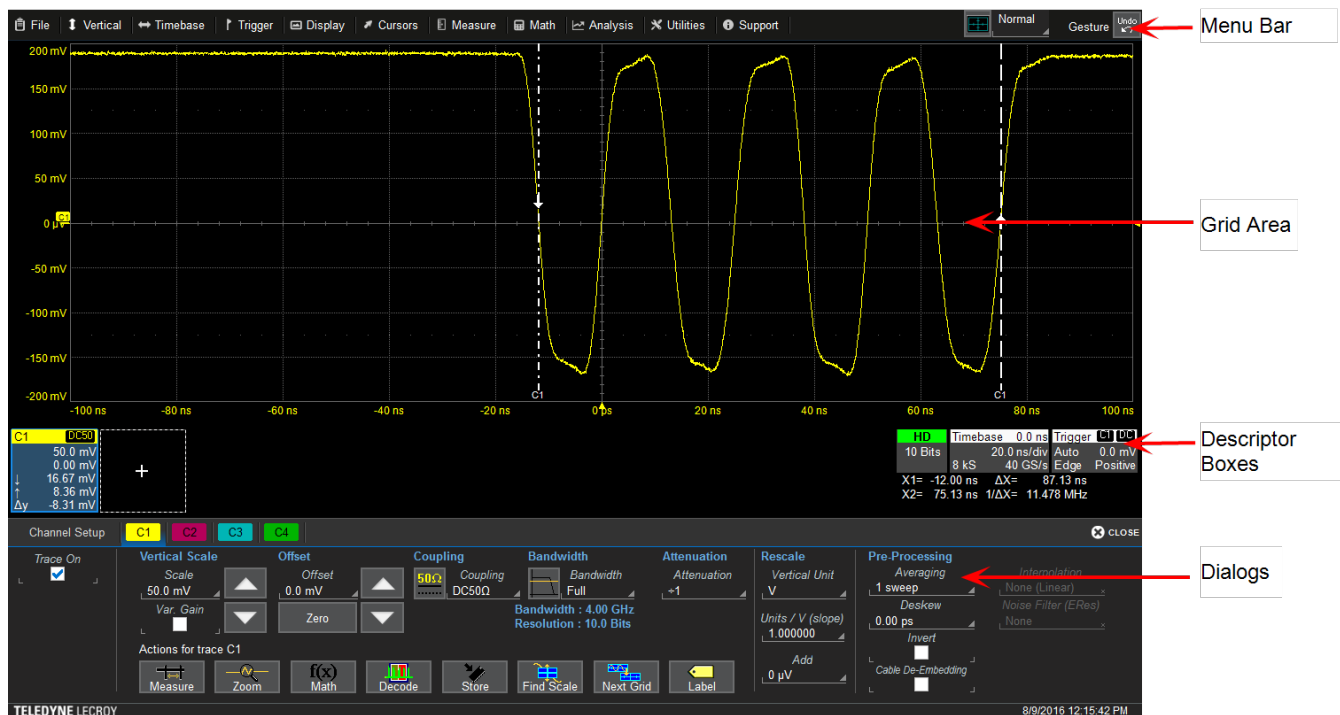 File Vertical Timebase Trigger Display Cursors Measure Math Analysis Utilities Support Normal Gesture Undo
Menu Bar
200 mV
150 mV
100 mV
50 mV
C1 0 µV
Grid Area
-50 mV
-100 mV
-150 mV
-200 mV
C1 C1
-100 ns -80 ns -60 ns -40 ns -20 ns 0 ps 20 ns 40 ns 60 ns 80 ns 100 ns
C1 DC50
50.0 mV
0.00 mV
↓ 16.67 mV
↑ 8.36 mV
Δy -8.31 mV
+
HD Timebase 0.0 ns Trigger C1 DC
10 Bits 20.0 ns/div Auto 0.0 mV
8 kS 40 GS/s Edge Positive
X1= -12.00 ns ΔX= 87.13 ns
X2= 75.13 ns 1/ΔX= 11.478 MHz
Descriptor
Boxes
Channel Setup C1 C2 C3 C4 CLOSE
Trace On
Vertical Scale
Scale
50.0 mV
Var. Gain
Offset
Offset
0.0 mV
Zero
Coupling
50Ω Coupling
DC50Ω
Bandwidth
Bandwidth
Full
Bandwidth : 4.00 GHz
Resolution : 10.0 Bits
Attenuation
Attenuation
÷1
Rescale
Vertical Unit
V
Units / V (slope)
1.000000
Add
0 µV
Pre-Processing
Averaging
1 sweep
Deskew
0.00 ps
Invert
Cable De-Embedding
Interpolation
None (Linear)
Noise Filter (ERes)
None
Dialogs
Actions for trace C1
Measure Zoom f(x) Math Decode Store Find Scale Next Grid Label
TELEDYNE LECROY 8/9/2016 12:15:42 PM